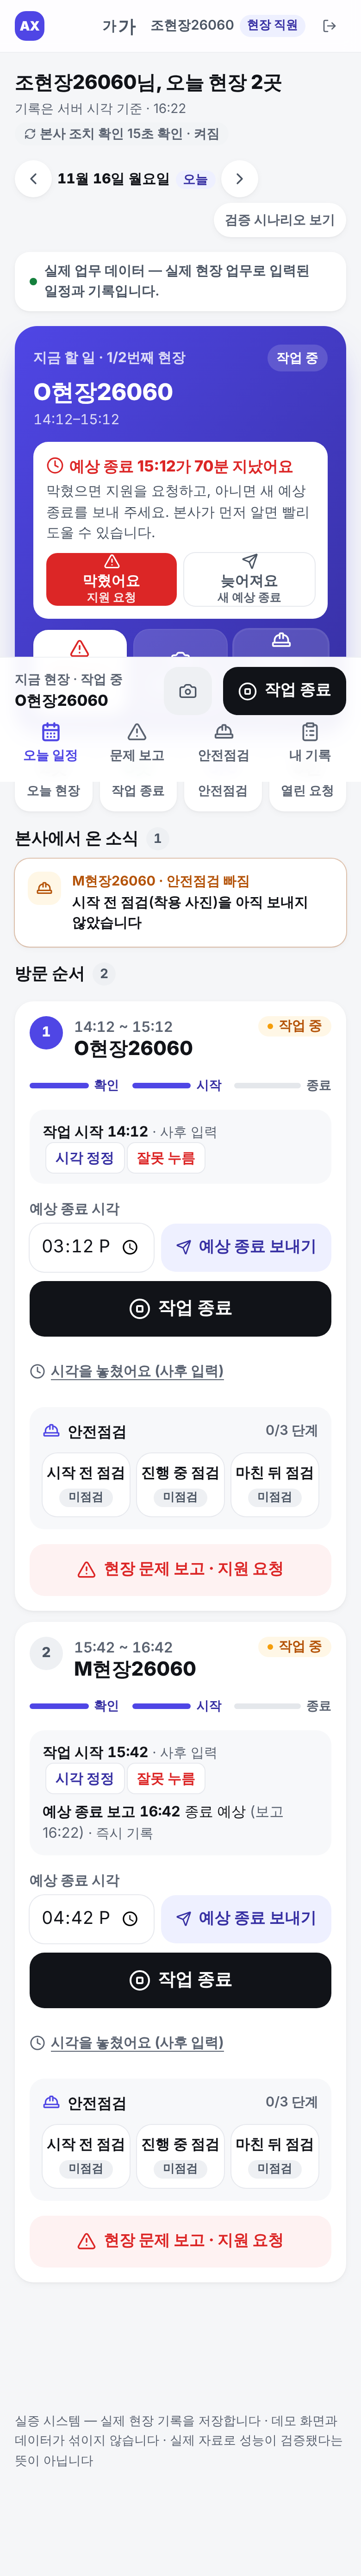 AX 가가 조현장26060 현장 직원
조현장26060님, 오늘 현장 2곳
기록은 서버 시각 기준 · 16:22
본사 조치 확인 15초 확인 · 켜짐
11월 16일 월요일 오늘
검증 시나리오 보기
실제 업무 데이터 — 실제 현장 업무로 입력된
일정과 기록입니다.
지금 할 일 · 1/2번째 현장 작업 중
O현장26060
14:12–15:12
예상 종료 15:12가 70분 지났어요
막혔으면 지원을 요청하고, 아니면 새 예상
종료를 보내 주세요. 본사가 먼저 알면 빨리
도울 수 있습니다.
막혔어요 늦어져요
지원 요청 새 예상 종료
지금 현장 · 작업 중
O현장26060
작업 종료
오늘 일정 문제 보고 안전점검 내 기록
오늘 현장 작업 종료 안전점검 열린 요청
본사에서 온 소식 1
M현장26060 · 안전점검 빠짐
시작 전 점검(착용 사진)을 아직 보내지
않았습니다
방문 순서 2
1 14:12 ~ 15:12 작업 중
O현장26060
확인 시작 종료
작업 시작 14:12 · 사후 입력
시각 정정 잘못 누름
예상 종료 시각
03:12 P 예상 종료 보내기
작업 종료
시각을 놓쳤어요 (사후 입력)
안전점검 0/3 단계
시작 전 점검 진행 중 점검 마친 뒤 점검
미점검 미점검 미점검
현장 문제 보고 · 지원 요청
2 15:42 ~ 16:42 작업 중
M현장26060
확인 시작 종료
작업 시작 15:42 · 사후 입력
시각 정정 잘못 누름
예상 종료 보고 16:42 종료 예상 (보고
16:22) · 즉시 기록
예상 종료 시각
04:42 P 예상 종료 보내기
작업 종료
시각을 놓쳤어요 (사후 입력)
안전점검 0/3 단계
시작 전 점검 진행 중 점검 마친 뒤 점검
미점검 미점검 미점검
현장 문제 보고 · 지원 요청
실증 시스템 — 실제 현장 기록을 저장합니다 · 데모 화면과
데이터가 섞이지 않습니다 · 실제 자료로 성능이 검증됐다는
뜻이 아닙니다